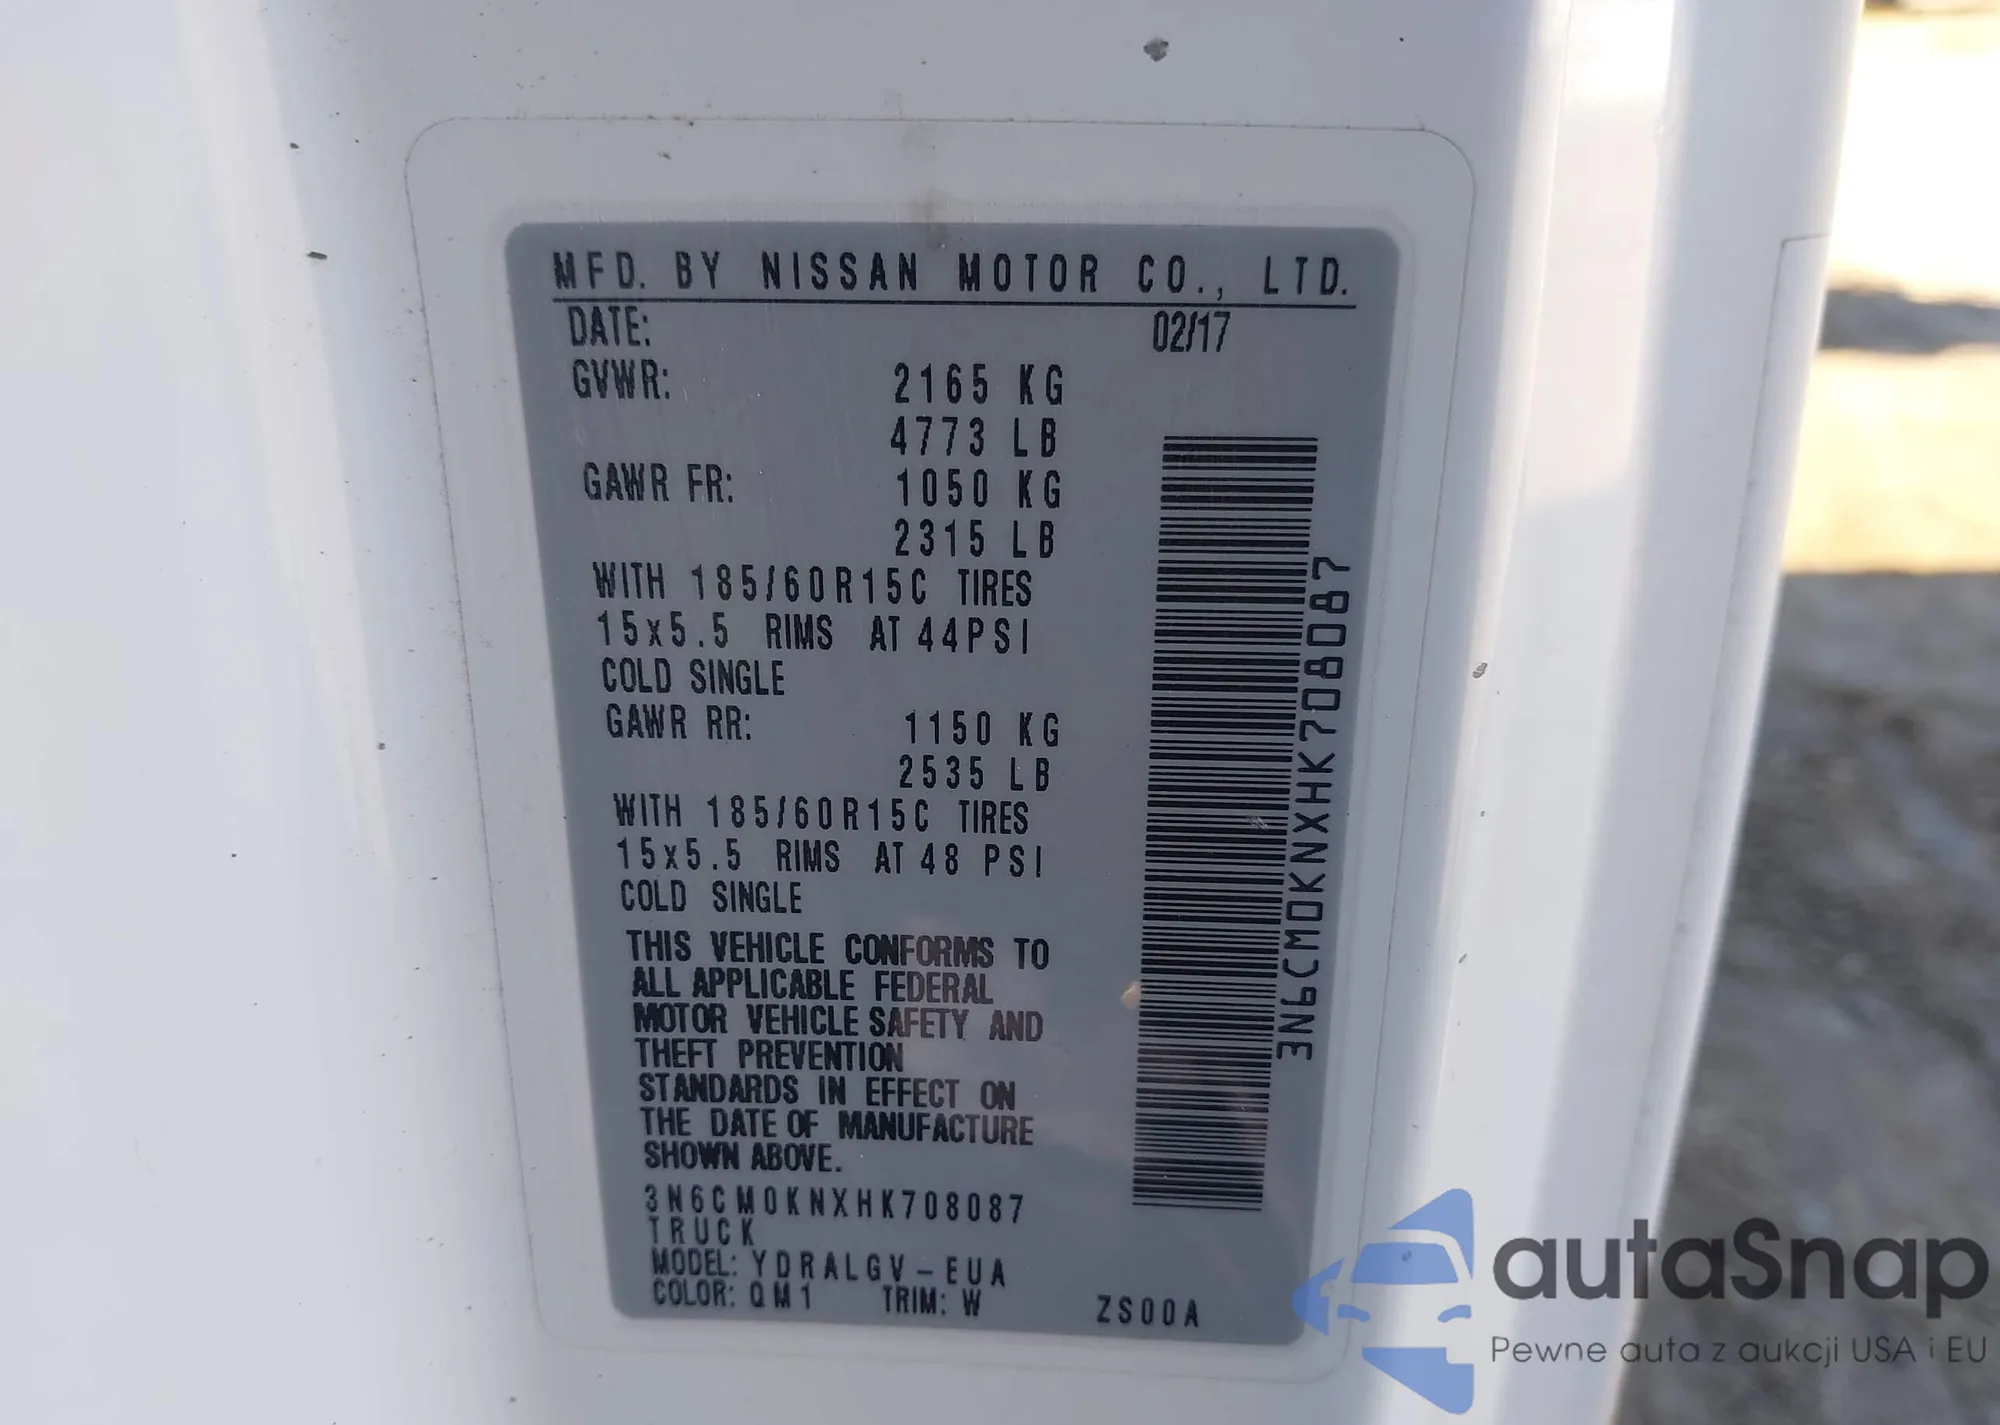 MFD. BY NISSAN MOTOR CO., LTD.
DATE: 02/17
GVWR: 2165 KG
4773 LB
GAWR FR: 1050 KG
2315 LB
WITH 185/60R15C TIRES
15x5.5 RIMS AT 44PSI
COLD SINGLE
GAWR RR: 1150 KG
2535 LB
WITH 185/60R15C TIRES
15x5.5 RIMS AT 48 PSI
COLD SINGLE
THIS VEHICLE CONFORMS TO
ALL APPLICABLE FEDERAL
MOTOR VEHICLE SAFETY AND
THEFT PREVENTION
STANDARDS IN EFFECT ON
THE DATE OF MANUFACTURE
SHOWN ABOVE.
3N6CM0KNXHK708087
TRUCK
MODEL: YDRALGV-EUA
COLOR: QM1 TRIM: W ZS00A
3N6CM0KNXHK708087
autaSnap
Pewne auta z aukcji USA i EU